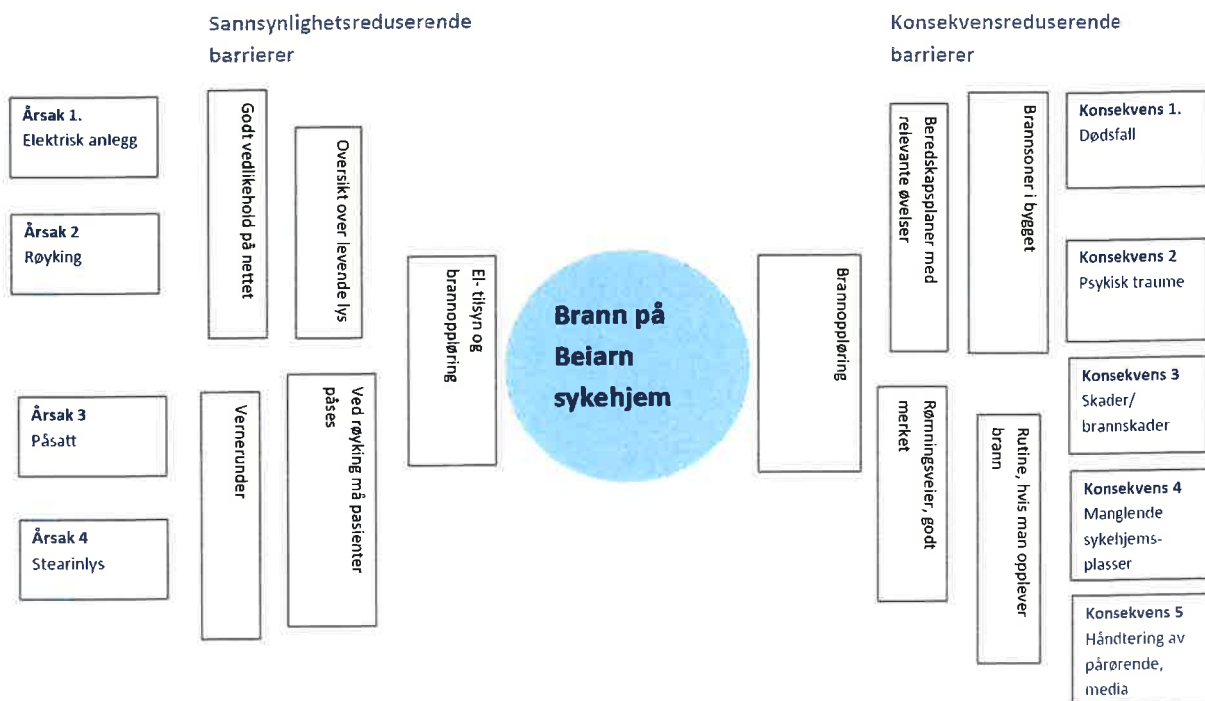 Sannsynlighetsreduserende
barrierer
Konsekvensreduserende
barrierer
Årsak 1.
Elektrisk anlegg
Årsak 2
Røyking
Årsak 3
Påsatt
Årsak 4
Stearinlys
Godt vedlikehold på nettet
Oversikt over levende lys
Vernerunder
Ved røyking må pasienter
påses
El- tilsyn og
brannoppløring
Brann på
Beiarn
sykehjem
Brannoppløring
Beredskapsplaner med
relevante øvelser
Brannsoner i bygget
Rømningsveier, godt
merket
Rutine, hvis man opplever
brann
Konsekvens 1.
Dødsfall
Konsekvens 2
Psykisk traume
Konsekvens 3
Skader/
brannskader
Konsekvens 4
Manglende
sykehjems-
plasser
Konsekvens 5
Håndtering av
pårørende,
media